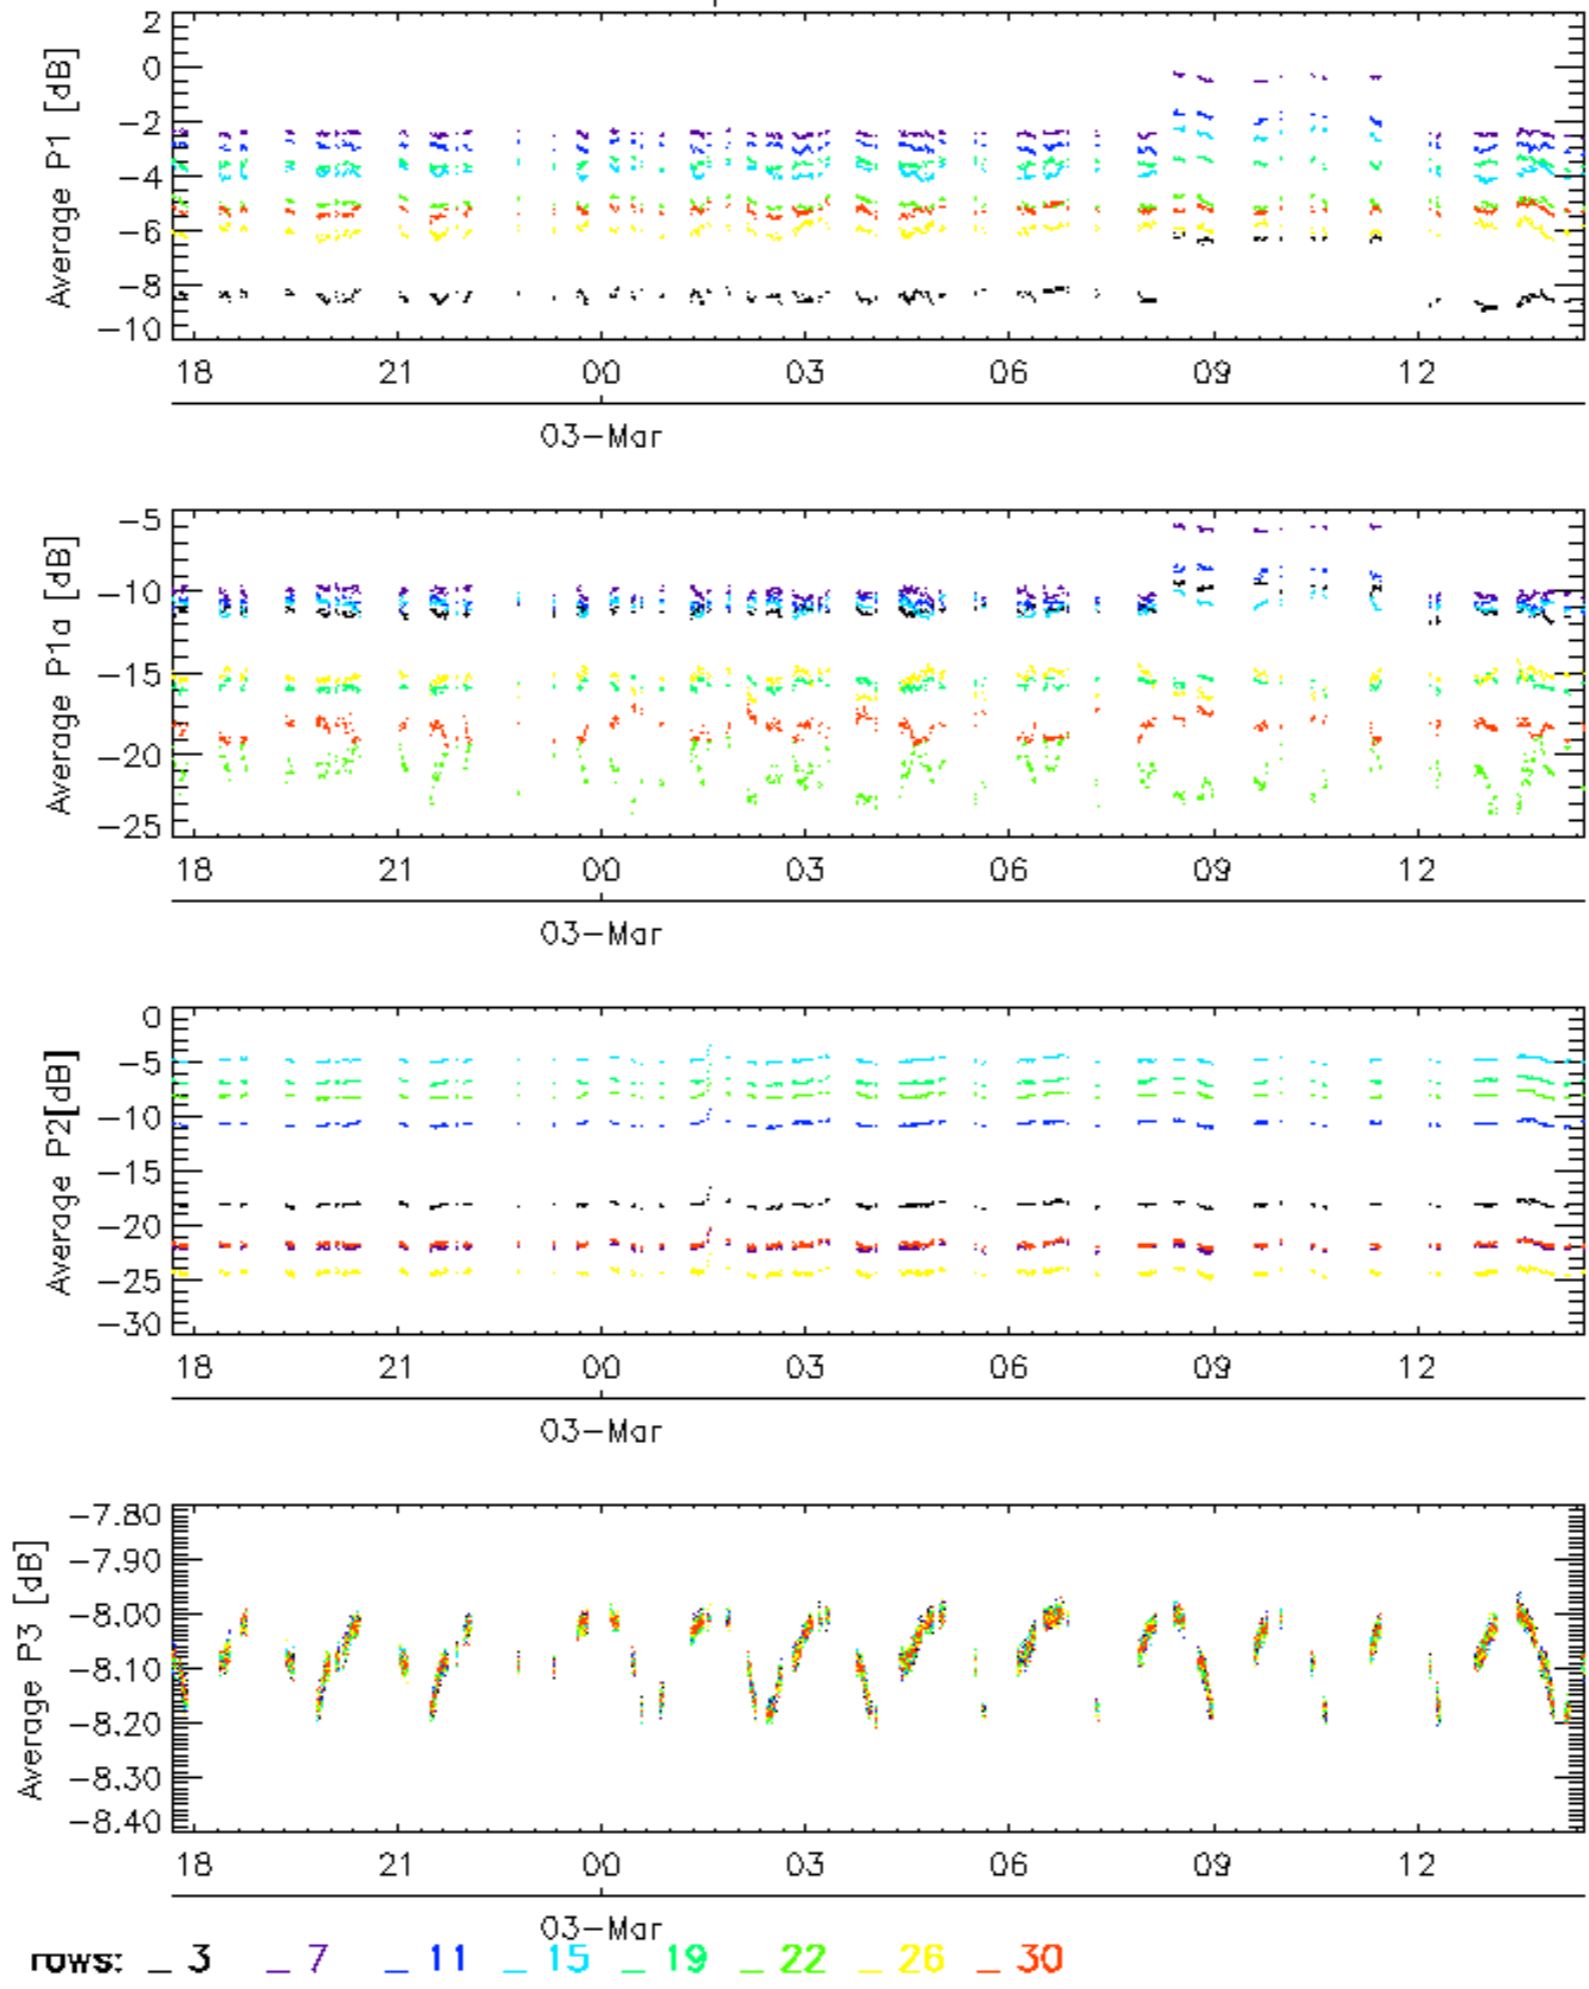 Average P1 [dB]
2
0
−2
−4
−6
−8
−10
18 21 00 03 06 09 12
03−Mar
Average P1a [dB]
−5
−10
−15
−20
−25
18 21 00 03 06 09 12
03−Mar
Average P2[dB]
0
−5
−10
−15
−20
−25
−30
18 21 00 03 06 09 12
03−Mar
Average P3 [dB]
−7.80
−7.90
−8.00
−8.10
−8.20
−8.30
−8.40
18 21 00 03 06 09 12
03−Mar
rows: _ 3 _ 7 _ 11 _ 15 _ 19 _ 22 _ 26 _ 30